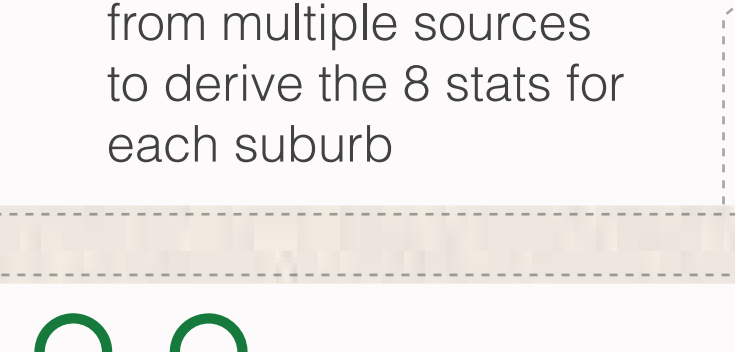 from multiple sources
to derive the 8 stats for
each suburb